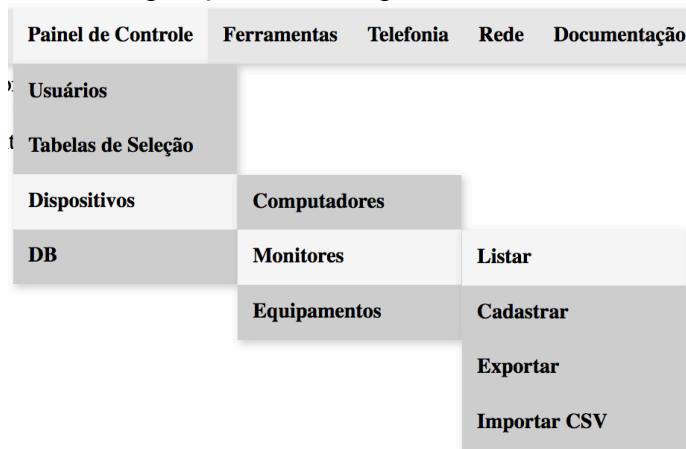 Painel de Controle Ferramentas Telefonia Rede Documentação
Usuários
Tabelas de Seleção
Dispositivos Computadores
DB Monitores Listar
Equipamentos Cadastrar
Exportar
Importar CSV